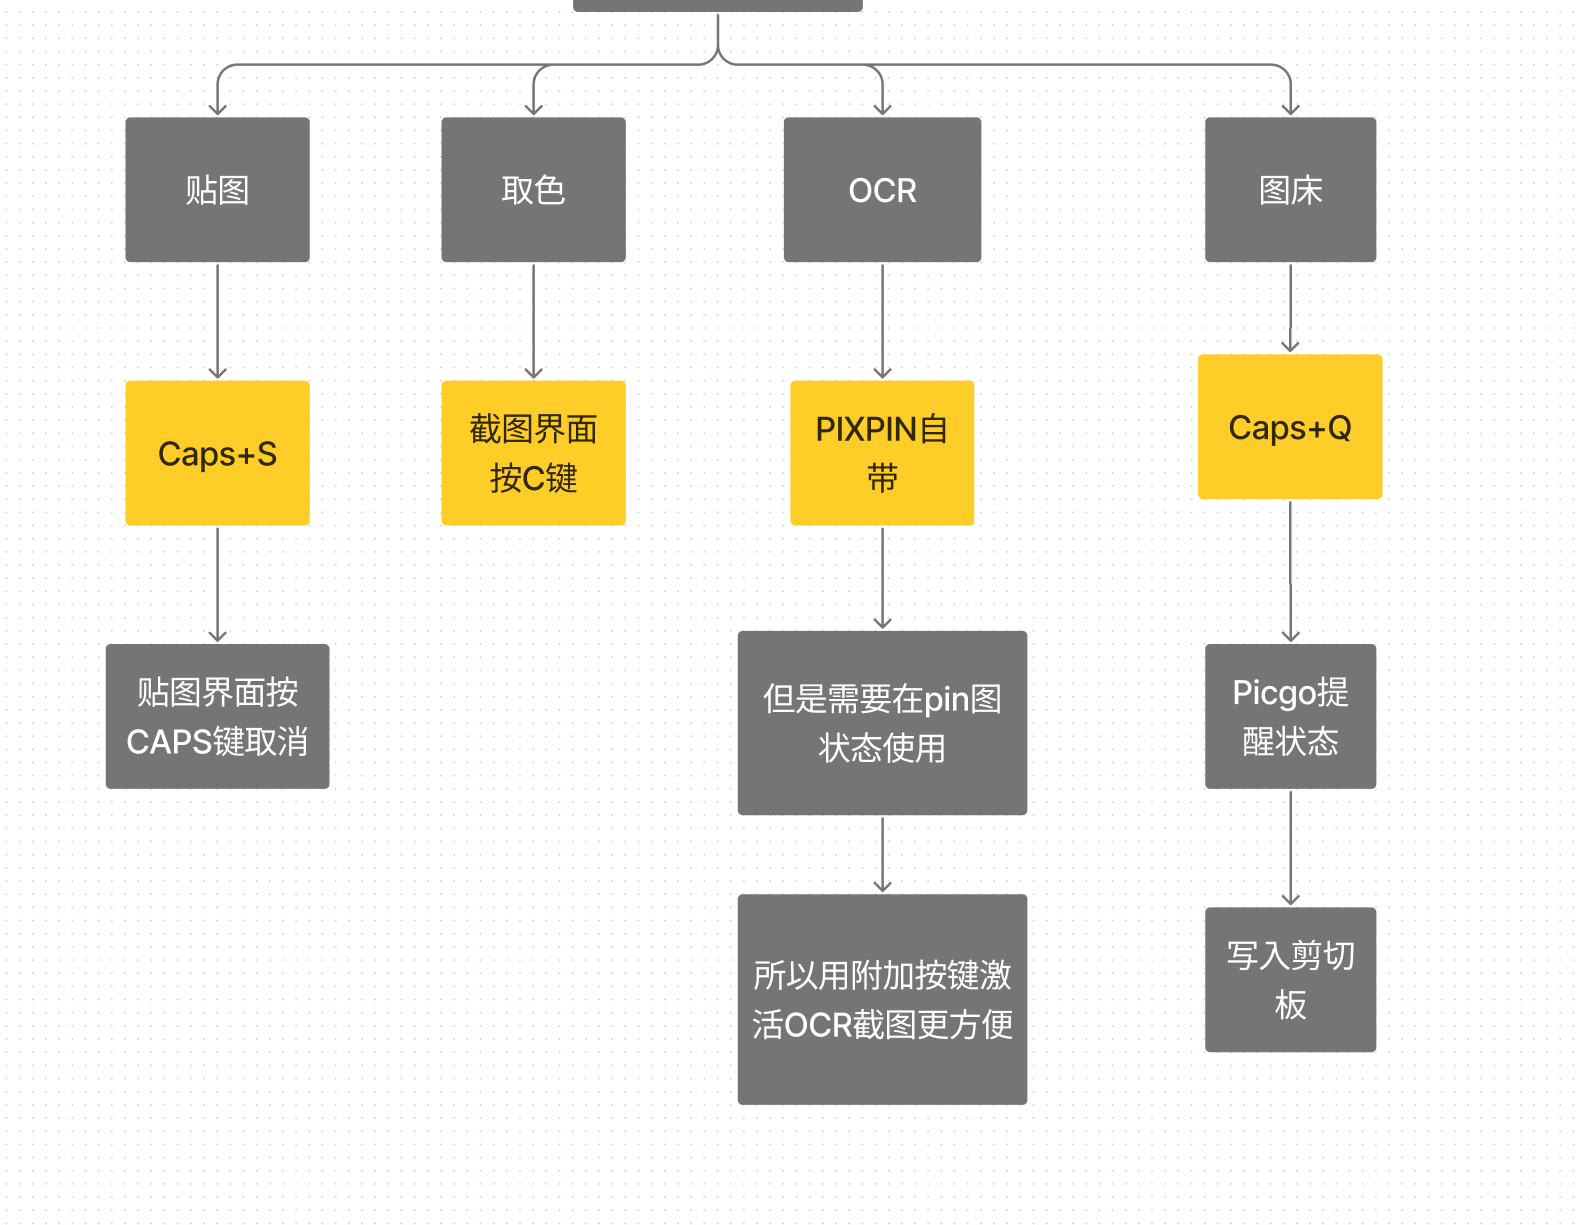 贴图
取色
OCR
图床
Caps+S
截图界面
按C键
PIXPIN自
带
Caps+Q
贴图界面按
CAPS键取消
但是需要在pin图
状态使用
Picgo提
醒状态
所以用附加按键激
活OCR截图更方便
写入剪切
板